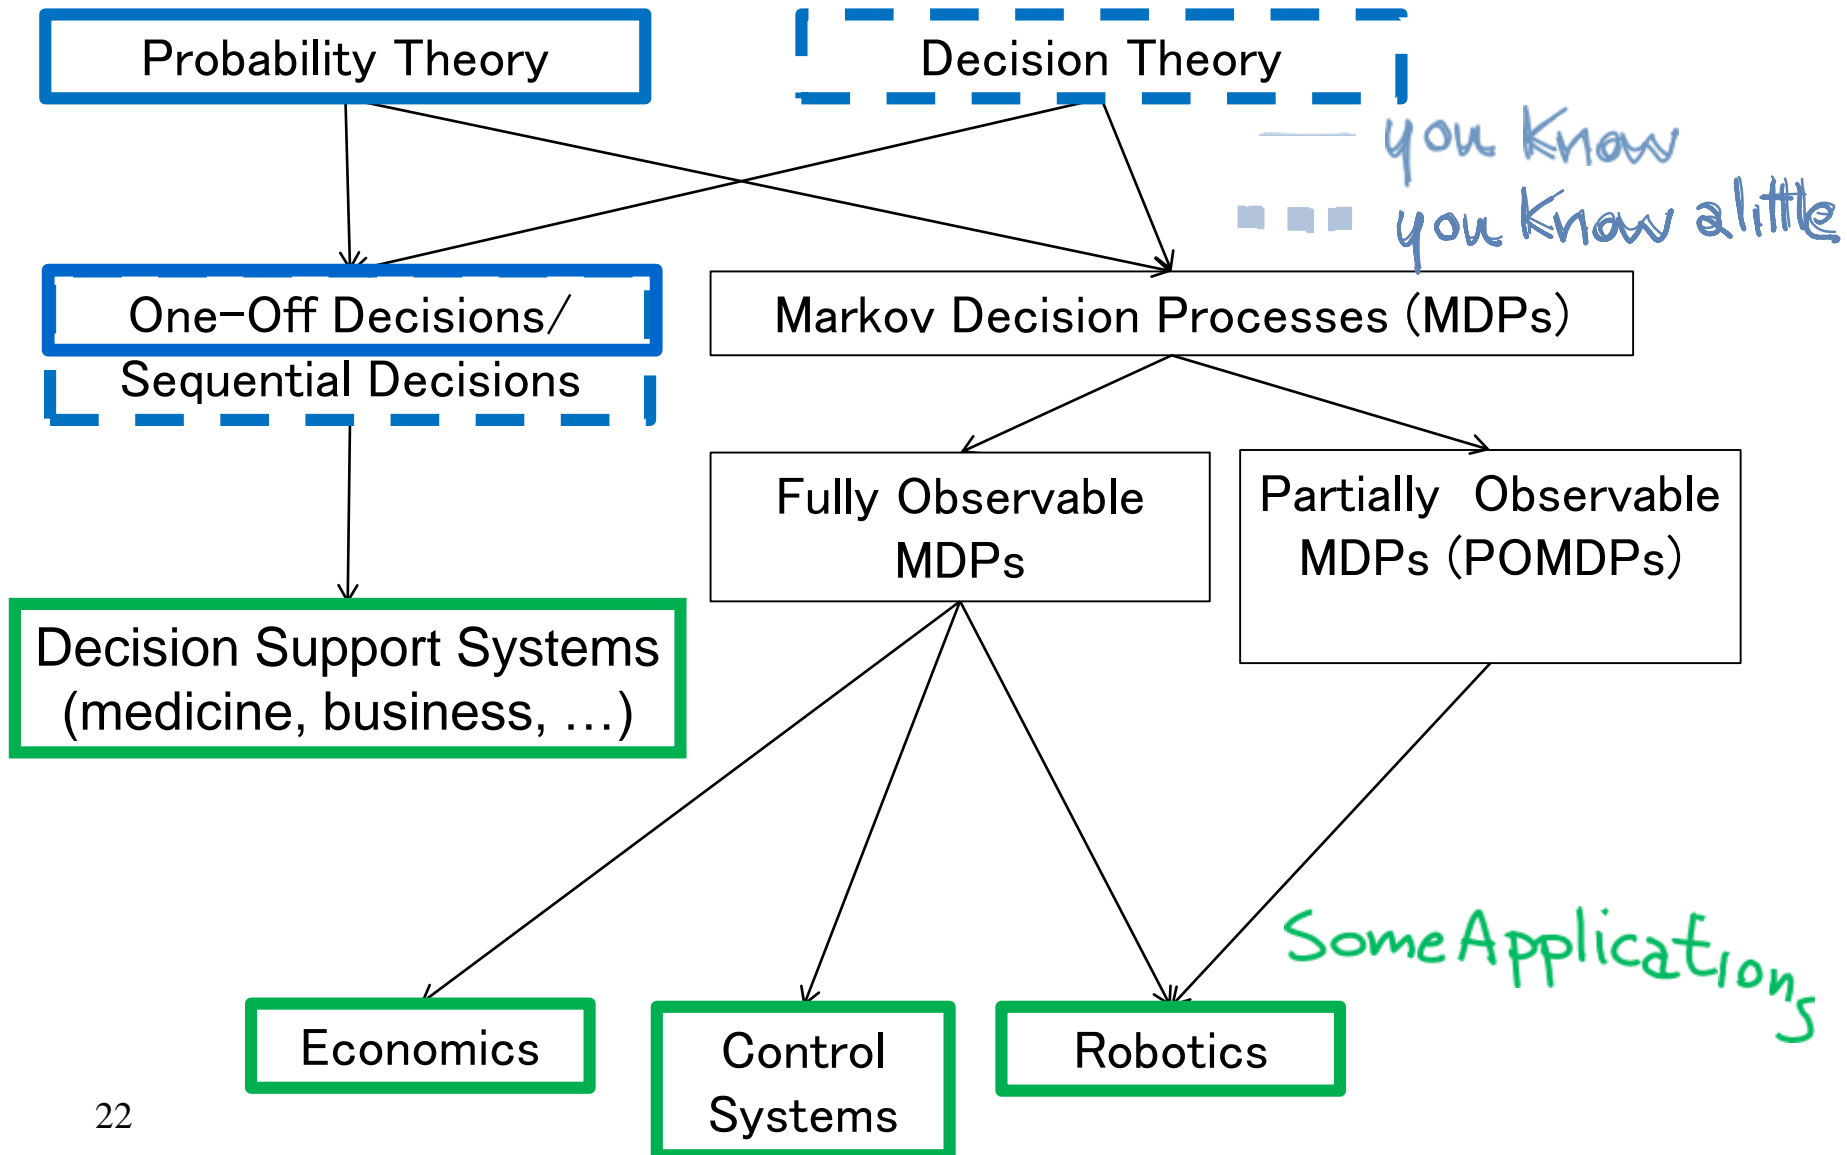 Probability Theory
Decision Theory
you Know
you Know a little
One-Off Decisions/
Sequential Decisions
Markov Decision Processes (MDPs)
Fully Observable
MDPs
Partially Observable
MDPs (POMDPs)
Decision Support Systems
(medicine, business, …)
Some Applications
Economics
Control
Systems
Robotics
22